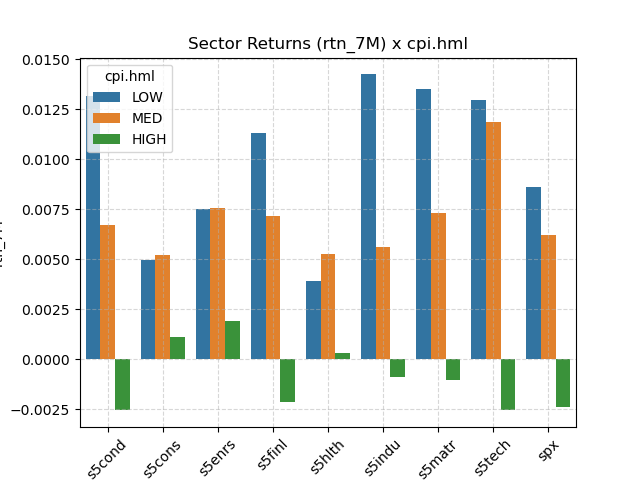 Sector Returns (rtn_7M) x cpi.hml
cpi.hml
LOW
MED
HIGH
0.0150
0.0125
0.0100
0.0075
0.0050
0.0025
0.0000
−0.0025
s5cond
s5cons
s5enrs
s5finl
s5hlth
s5indu
s5matr
s5tech
spx